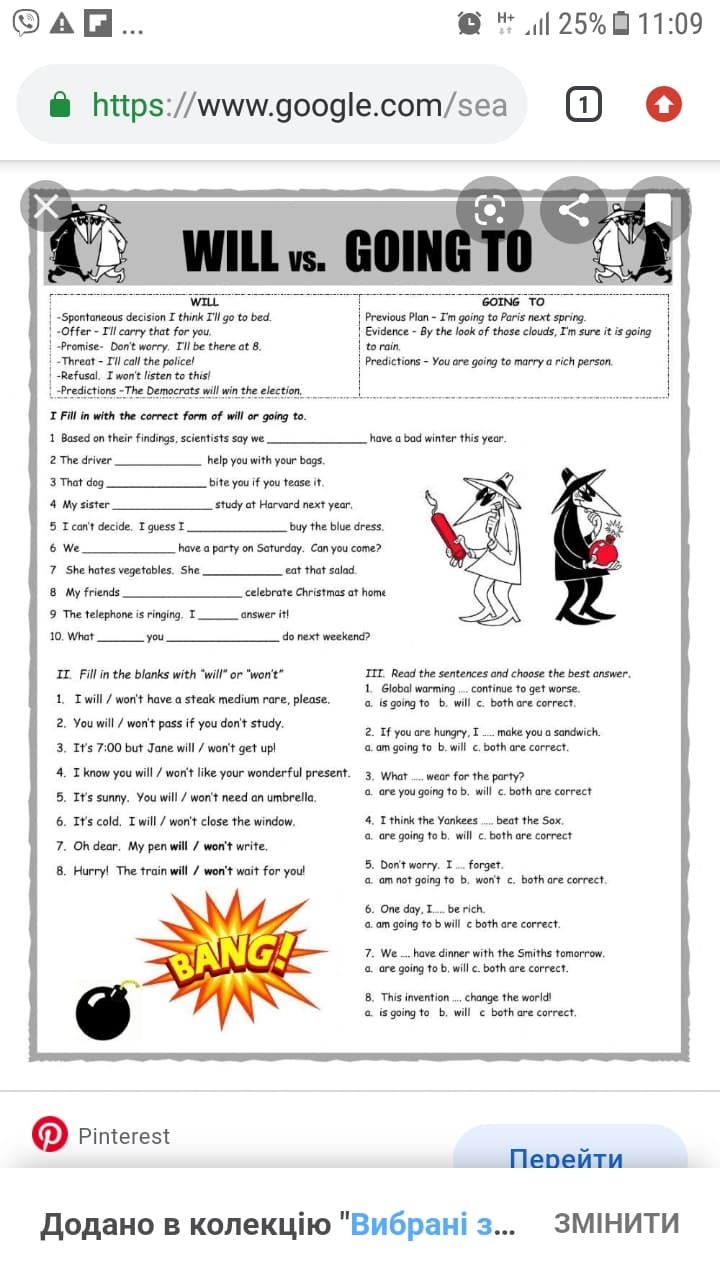 ... H+ 25% 11:09
https://www.google.com/sea 1
WILL vs. GOING TO
WILL
-Spontaneous decision I think I'll go to bed.
-Offer - I'll carry that for you.
-Promise- Don't worry. I'll be there at 8.
-Threat - I'll call the police!
-Refusal. I won't listen to this!
-Predictions -The Democrats will win the election.
GOING TO
Previous Plan - I'm going to Paris next spring.
Evidence - By the look of those clouds, I'm sure it is going
to rain.
Predictions - You are going to marry a rich person.
I Fill in with the correct form of will or going to.
1 Based on their findings, scientists say we ________________ have a bad winter this year.
2 The driver ______________ help you with your bags.
3 That dog ________________ bite you if you tease it.
4 My sister ________________ study at Harvard next year.
5 I can't decide. I guess I ________________ buy the blue dress.
6 We _______________ have a party on Saturday. Can you come?
7 She hates vegetables. She _____________ eat that salad.
8 My friends ___________________ celebrate Christmas at home
9 The telephone is ringing. I ______ answer it!
10. What _______ you __________________ do next weekend?
II. Fill in the blanks with "will" or "won't"
1. I will / won't have a steak medium rare, please.
2. You will / won't pass if you don't study.
3. It's 7:00 but Jane will / won't get up!
4. I know you will / won't like your wonderful present.
5. It's sunny. You will / won't need an umbrella.
6. It's cold. I will / won't close the window.
7. Oh dear. My pen will / won't write.
8. Hurry! The train will / won't wait for you!
III. Read the sentences and choose the best answer.
1. Global warming .... continue to get worse.
a. is going to b. will c. both are correct.
2. If you are hungry, I ..... make you a sandwich.
a. am going to b. will c. both are correct.
3. What ..... wear for the party?
a. are you going to b. will c. both are correct
4. I think the Yankees ..... beat the Sox.
a. are going to b. will c. both are correct
5. Don't worry. I .... forget.
a. am not going to b. won't c. both are correct.
6. One day, I..... be rich.
a. am going to b will c both are correct.
7. We .... have dinner with the Smiths tomorrow.
a. are going to b. will c. both are correct.
8. This invention .... change the world!
a. is going to b. will c both are correct.
BANG!
Pinterest
Перейти
Додано в колекцію "Вибрані з... ЗМІНИТИ